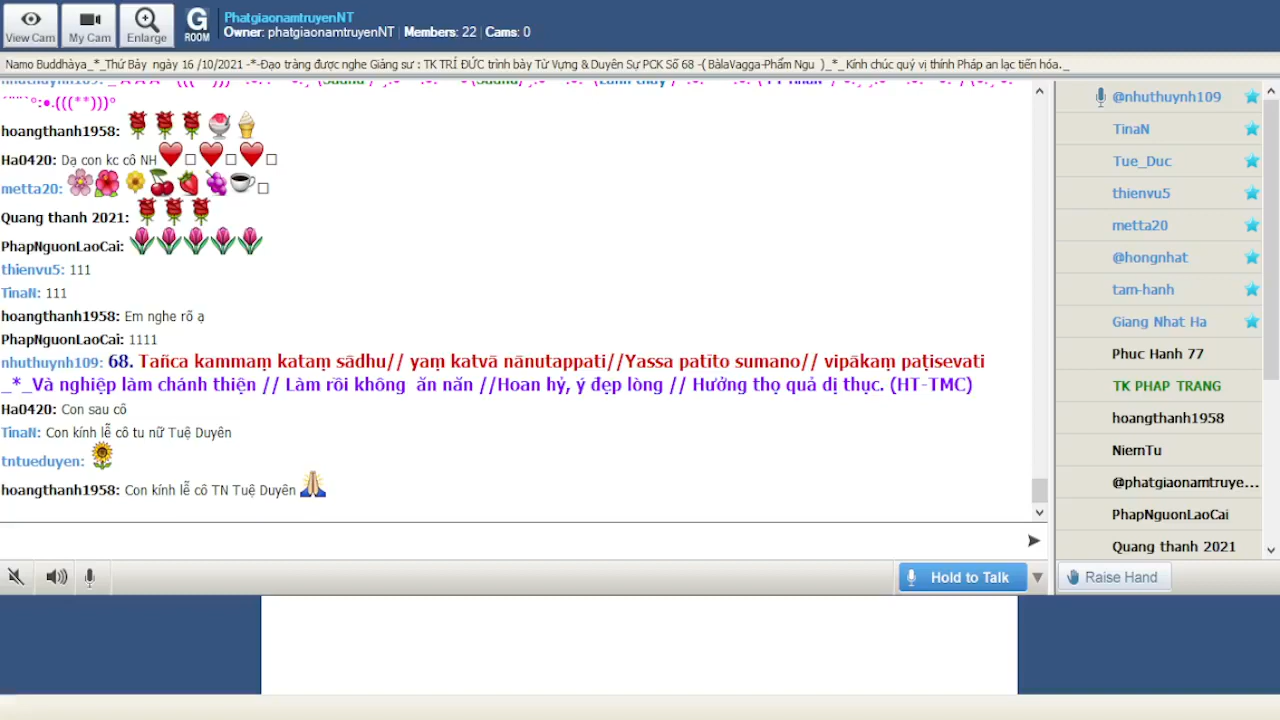 View Cam
My Cam
Enlarge
G
ROOM
PhatgiaonamtruyenNT
Owner: phatgiaonamtruyenNT | Members: 22 | Cams: 0
Namo Buddhàya_*_Thứ Bảy ngày 16 /10/2021 -*-Đạo tràng được nghe Giảng sư : TK TRÍ ĐỨC trình bày Từ Vựng & Duyên Sự PCK Số 68 -( BàlaVagga-Phẩm Ngu )_*_ Kính chúc quý vị thính Pháp an lạc tiến hóa._
hoangthanh1958:
Ha0420: Dạ con kc cô NH
metta20:
Quang thanh 2021:
PhapNguonLaoCai:
thienvu5: 111
TinaN: 111
hoangthanh1958: Em nghe rõ ạ
PhapNguonLaoCai: 1111
nhuthuynh109: 68. Tañca kammaṃ kataṃ sādhu// yaṃ katvā nānutappati//Yassa patīto sumano// vipākaṃ paṭisevati
_*_Và nghiệp làm chánh thiện // Làm rồi không ăn năn //Hoan hỷ, ý đẹp lòng // Hưởng thọ quả dị thục. (HT-TMC)
Ha0420: Con sau cô
TinaN: Con kính lễ cô tu nữ Tuệ Duyên
tntueduyen:
hoangthanh1958: Con kính lễ cô TN Tuệ Duyên
@nhuthuynh109
TinaN
Tue_Duc
thienvu5
metta20
@hongnhat
tam-hanh
Giang Nhat Ha
Phuc Hanh 77
TK PHAP TRANG
hoangthanh1958
NiemTu
@phatgiaonamtruye...
PhapNguonLaoCai
Quang thanh 2021
Hold to Talk
Raise Hand